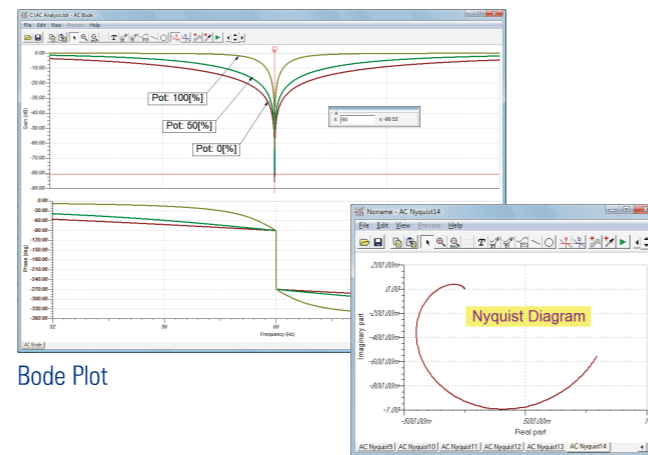 C:\AC Analysis.tdr - AC Bode
File Edit View Process Help
0.00
-10.00
-20.00
-30.00
-40.00
-50.00
-60.00
-70.00
-80.00
-90.00
Gain (dB)
Pot: 100[%]
Pot: 50[%]
Pot: 0[%]
A
x: 60 y: -80.52
0.00
-30.00
-60.00
-90.00
-120.00
-150.00
-180.00
-210.00
-240.00
-270.00
-300.00
-330.00
-360.00
Phase [deg]
52
56
60
Frequency (Hz)
AC Bode
Bode Plot
Noname - AC Nyquist14
File Edit View Process Help
200.00m
0.00
-200.00m
-400.00m
-600.00m
-800.00m
-1.00
Imaginary part
Nyquist Diagram
-500.00m
500.00m
Real part
AC Nyquist9 AC Nyquist10 AC Nyquist11 AC Nyquist12 AC Nyquist13 AC Nyquist14